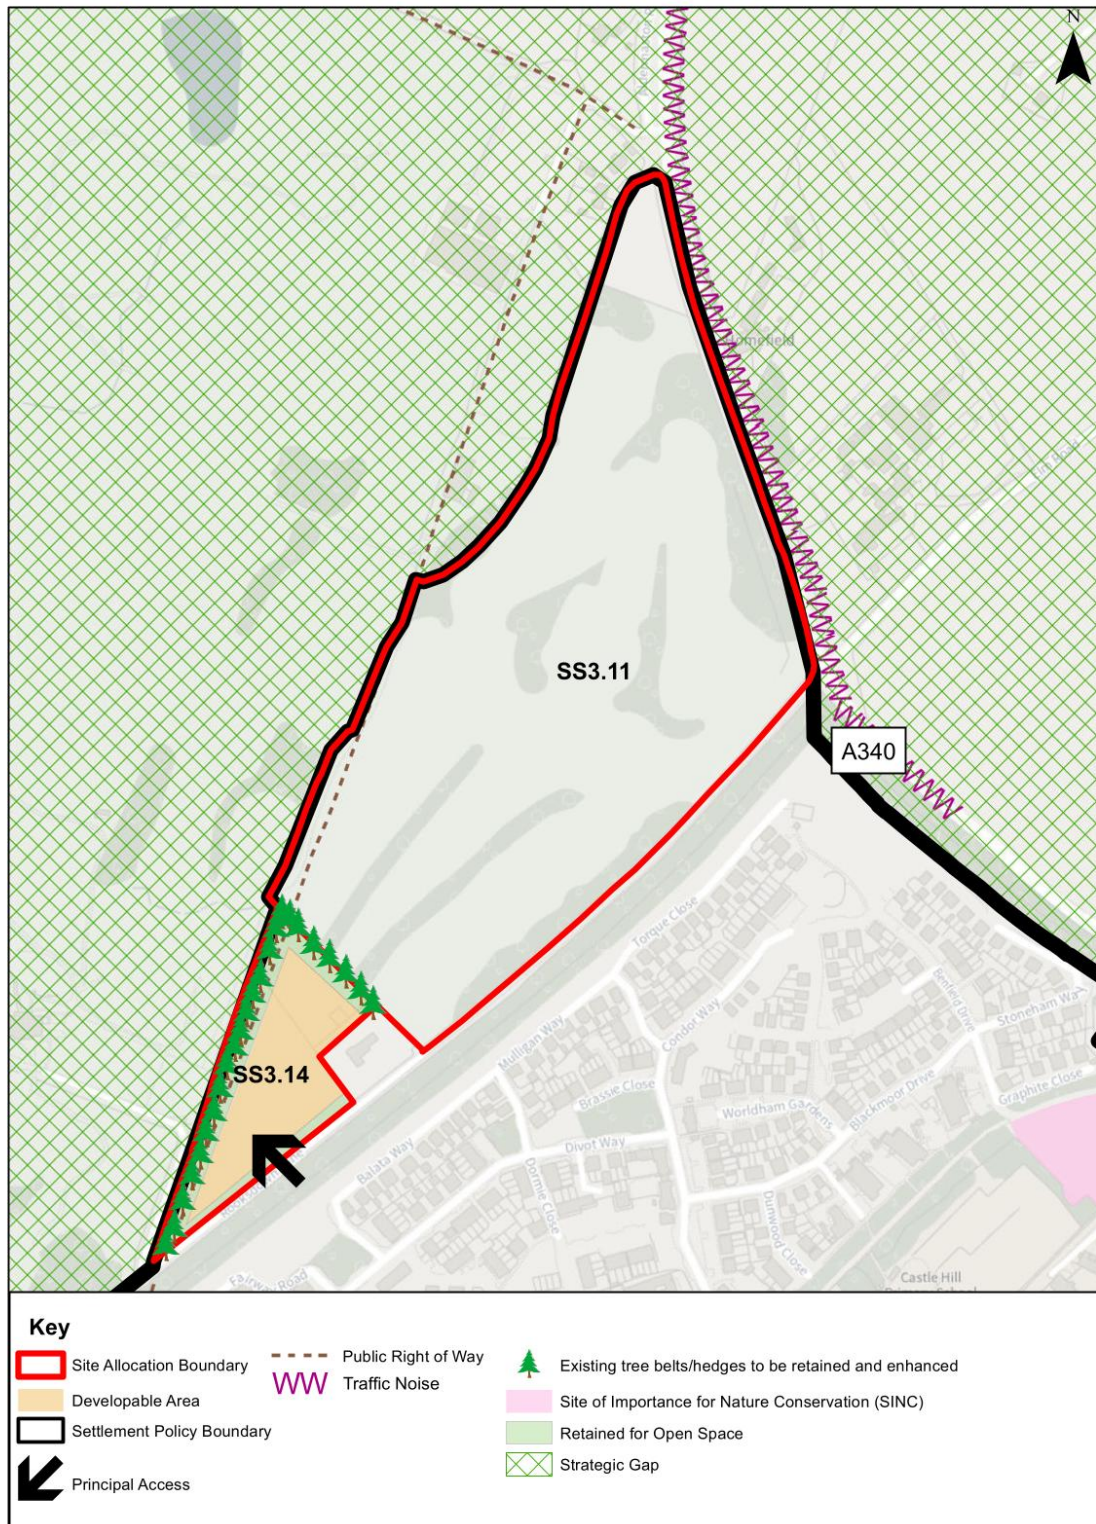 N
Homefield
SS3.11
A340
Torque Close
Mulligan Way
Condor Way
Benfield Drive
Stoneham Way
Graphite Close
Brassie Close
Worldham Gardens
Blackmoor Drive
SS3.14
Divot Way
Balata Way
Dormie Close
Dunwood Close
Fairway Road
Castle Hill
Primary School
Key
Site Allocation Boundary
Developable Area
Settlement Policy Boundary
Principal Access
Public Right of Way
Traffic Noise
Existing tree belts/hedges to be retained and enhanced
Site of Importance for Nature Conservation (SINC)
Retained for Open Space
Strategic Gap